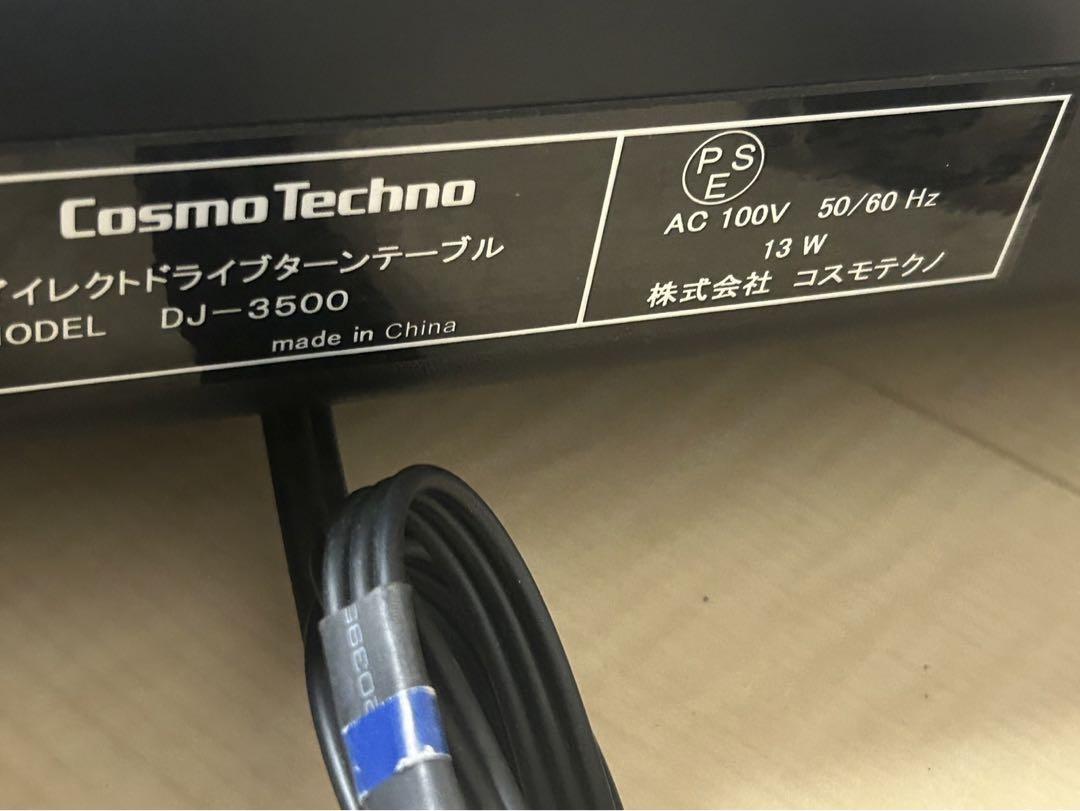 Cosmo Techno
イレクトドライブターンテーブル
MODEL DJ-3500
made in China
PSE
AC 100V 50/60 Hz
13 W
株式会社 コスモテクノ